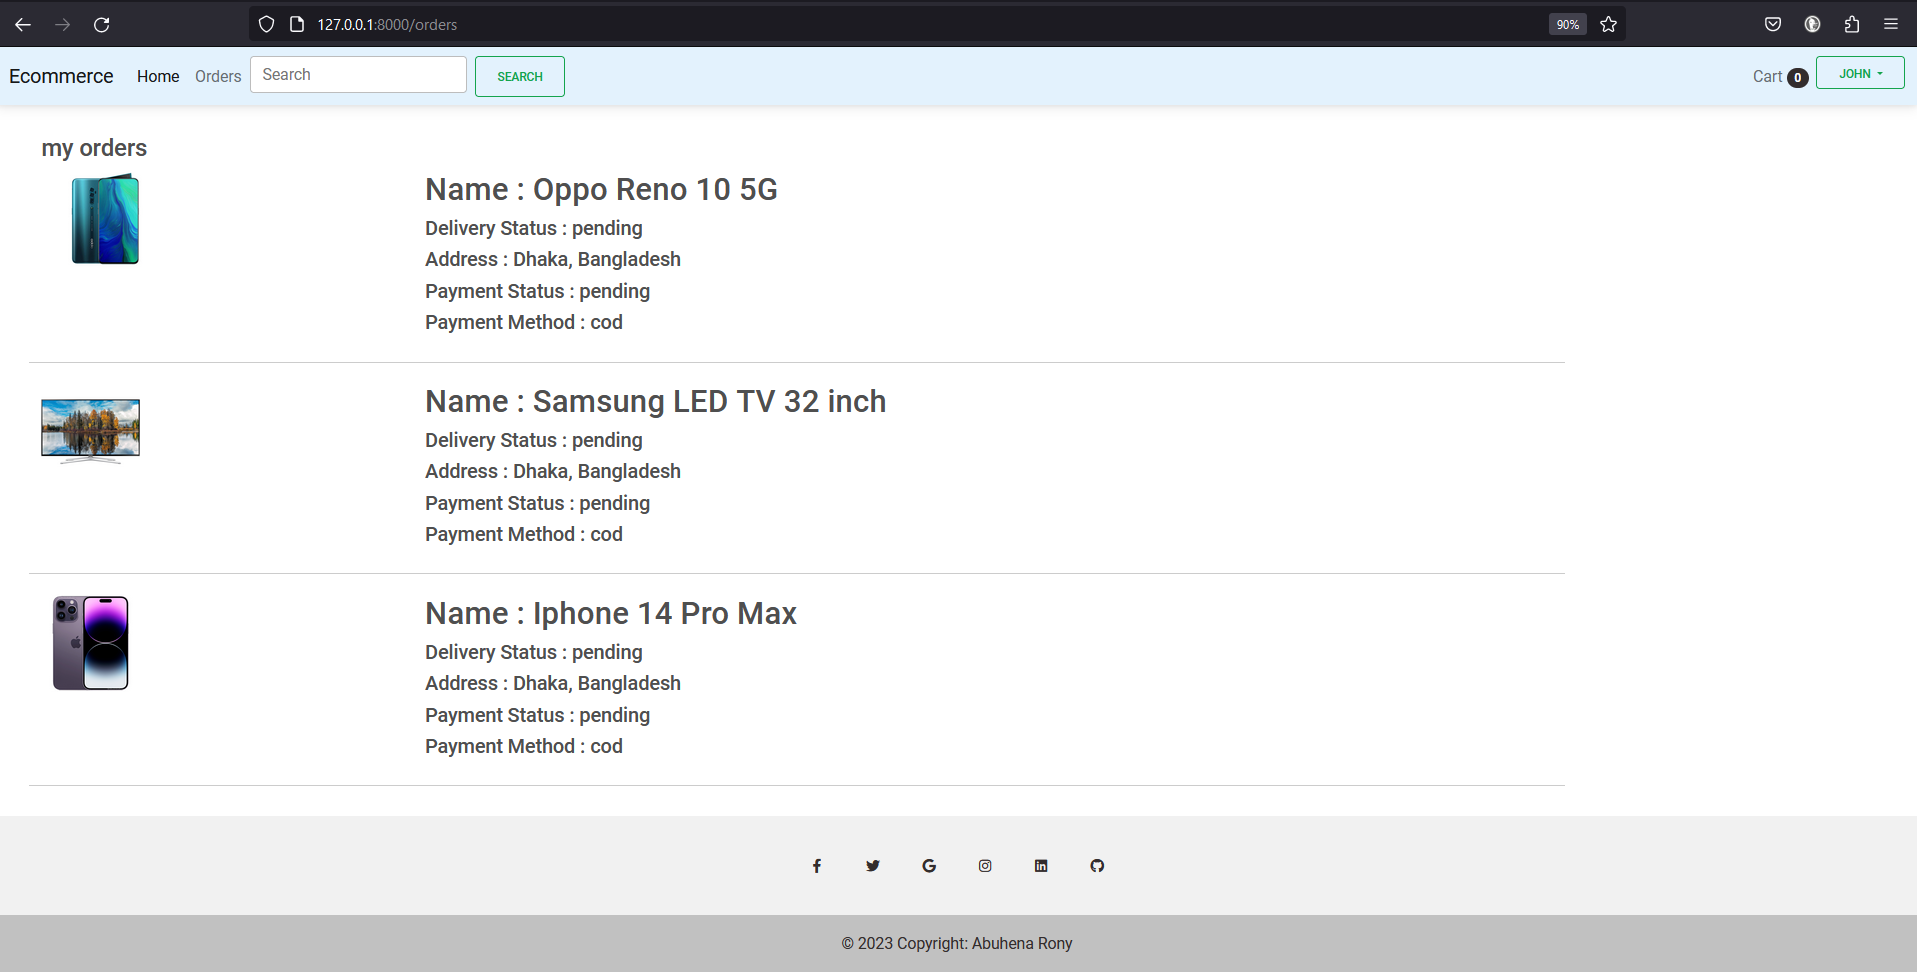 127.0.0.1:8000/orders
90%
Ecommerce Home Orders Search SEARCH Cart 0 JOHN
my orders
Name : Oppo Reno 10 5G
Delivery Status : pending
Address : Dhaka, Bangladesh
Payment Status : pending
Payment Method : cod
Name : Samsung LED TV 32 inch
Delivery Status : pending
Address : Dhaka, Bangladesh
Payment Status : pending
Payment Method : cod
Name : Iphone 14 Pro Max
Delivery Status : pending
Address : Dhaka, Bangladesh
Payment Status : pending
Payment Method : cod
© 2023 Copyright: Abuhena Rony